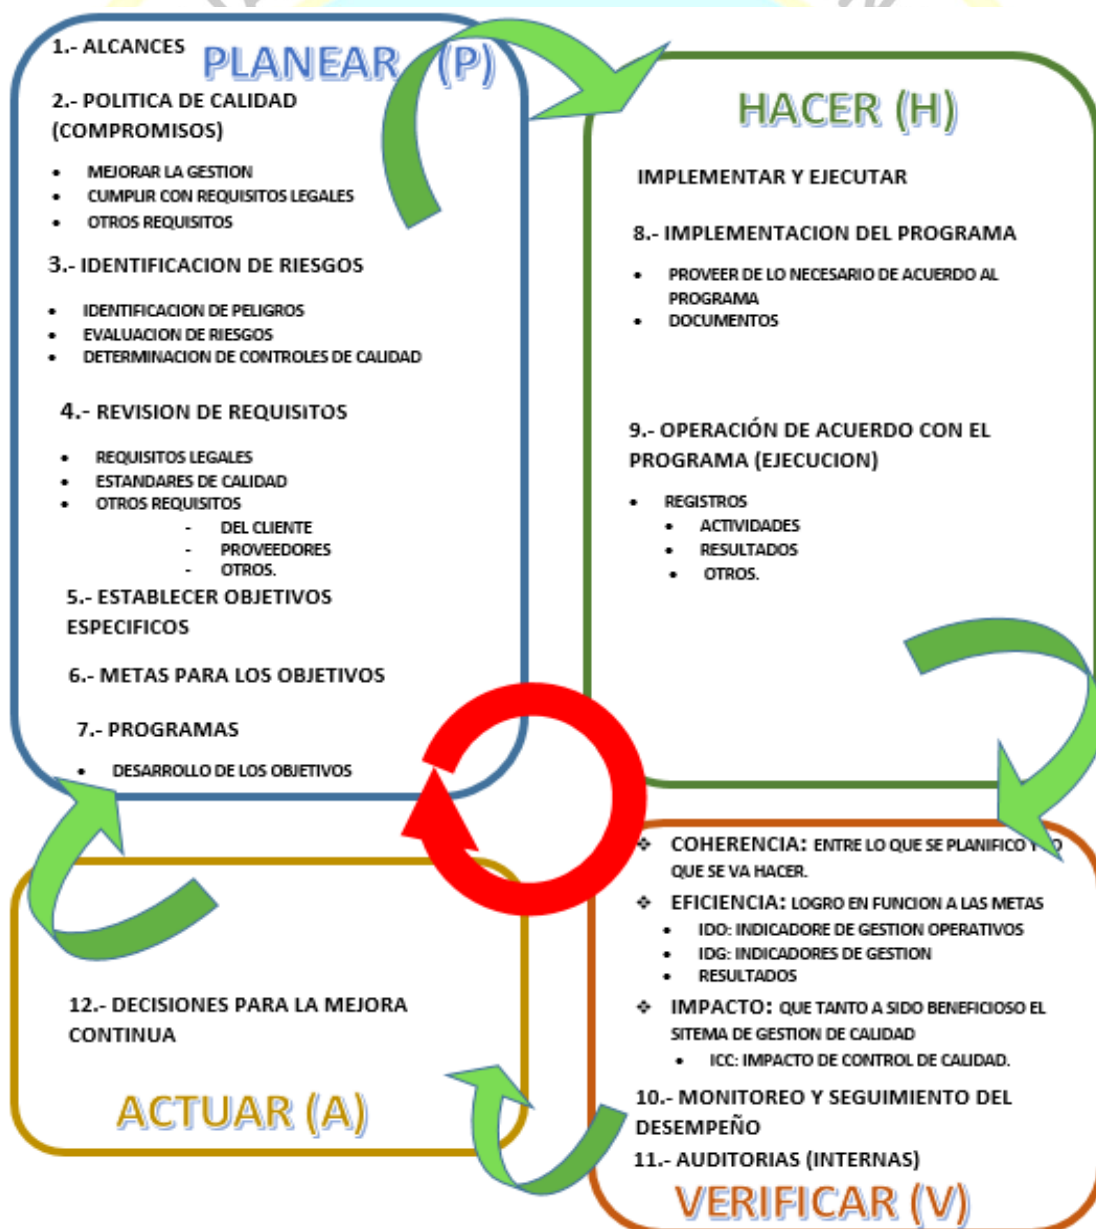 1.- ALCANCES
PLANEAR (P)
2.- POLITICA DE CALIDAD
(COMPROMISOS)
• MEJORAR LA GESTION
• CUMPLIR CON REQUISITOS LEGALES
• OTROS REQUISITOS
3.- IDENTIFICACION DE RIESGOS
• IDENTIFICACION DE PELIGROS
• EVALUACION DE RIESGOS
• DETERMINACION DE CONTROLES DE CALIDAD
4.- REVISION DE REQUISITOS
• REQUISITOS LEGALES
• ESTANDARES DE CALIDAD
• OTROS REQUISITOS
- DEL CLIENTE
- PROVEEDORES
- OTROS.
5.- ESTABLECER OBJETIVOS
ESPECIFICOS
6.- METAS PARA LOS OBJETIVOS
7.- PROGRAMAS
• DESARROLLO DE LOS OBJETIVOS
HACER (H)
IMPLEMENTAR Y EJECUTAR
8.- IMPLEMENTACION DEL PROGRAMA
• PROVEER DE LO NECESARIO DE ACUERDO AL
PROGRAMA
• DOCUMENTOS
9.- OPERACIÓN DE ACUERDO CON EL
PROGRAMA (EJECUCION)
• REGISTROS
• ACTIVIDADES
• RESULTADOS
• OTROS.
❖ COHERENCIA: ENTRE LO QUE SE PLANIFICO Y
QUE SE VA HACER.
❖ EFICIENCIA: LOGRO EN FUNCION A LAS METAS
• IDO: INDICADORE DE GESTION OPERATIVOS
• IDG: INDICADORES DE GESTION
• RESULTADOS
❖ IMPACTO: QUE TANTO A SIDO BENEFICIOSO EL
SITEMA DE GESTION DE CALIDAD
• ICC: IMPACTO DE CONTROL DE CALIDAD.
10.- MONITOREO Y SEGUIMIENTO DEL
DESEMPEÑO
11.- AUDITORIAS (INTERNAS)
VERIFICAR (V)
12.- DECISIONES PARA LA MEJORA
CONTINUA
ACTUAR (A)